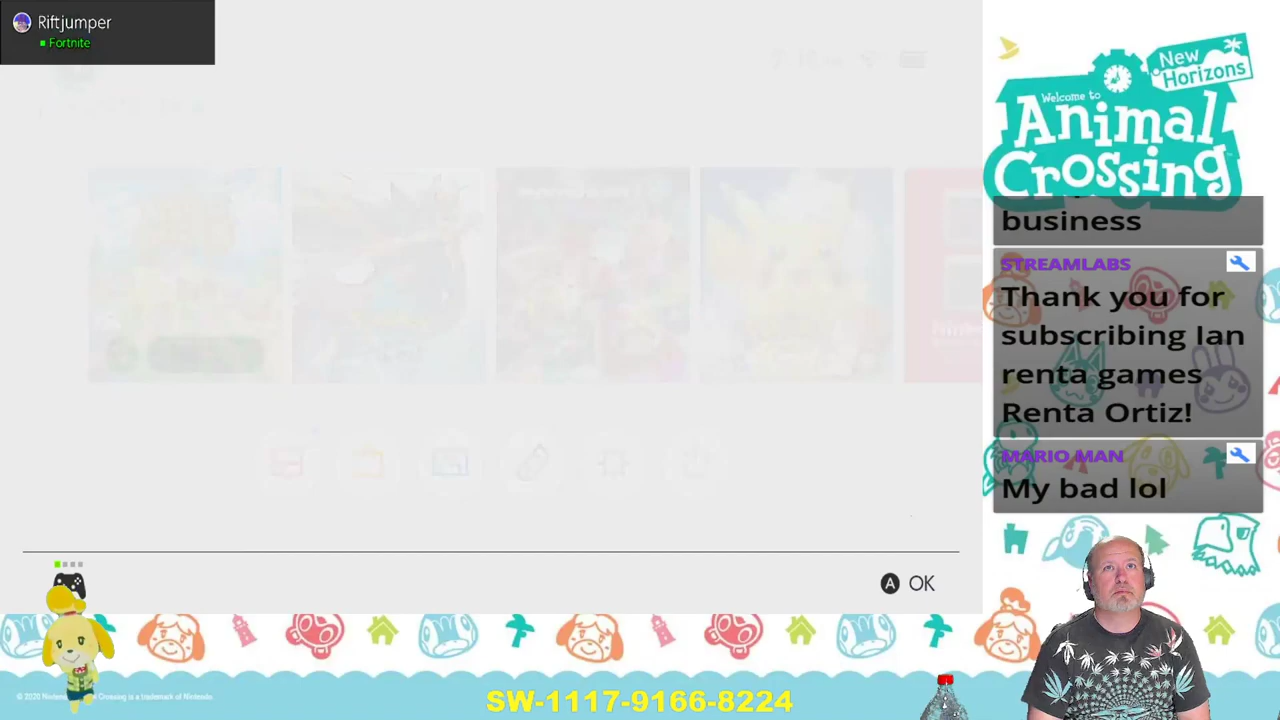 Riftjumper
Fortnite
New
Horizons
Welcome to
Animal
Crossing
business
STREAMLABS
Thank you for
subscribing Ian
renta games
Renta Ortiz!
MARIO MAN
My bad lol
A OK
SW-1117-9166-8224